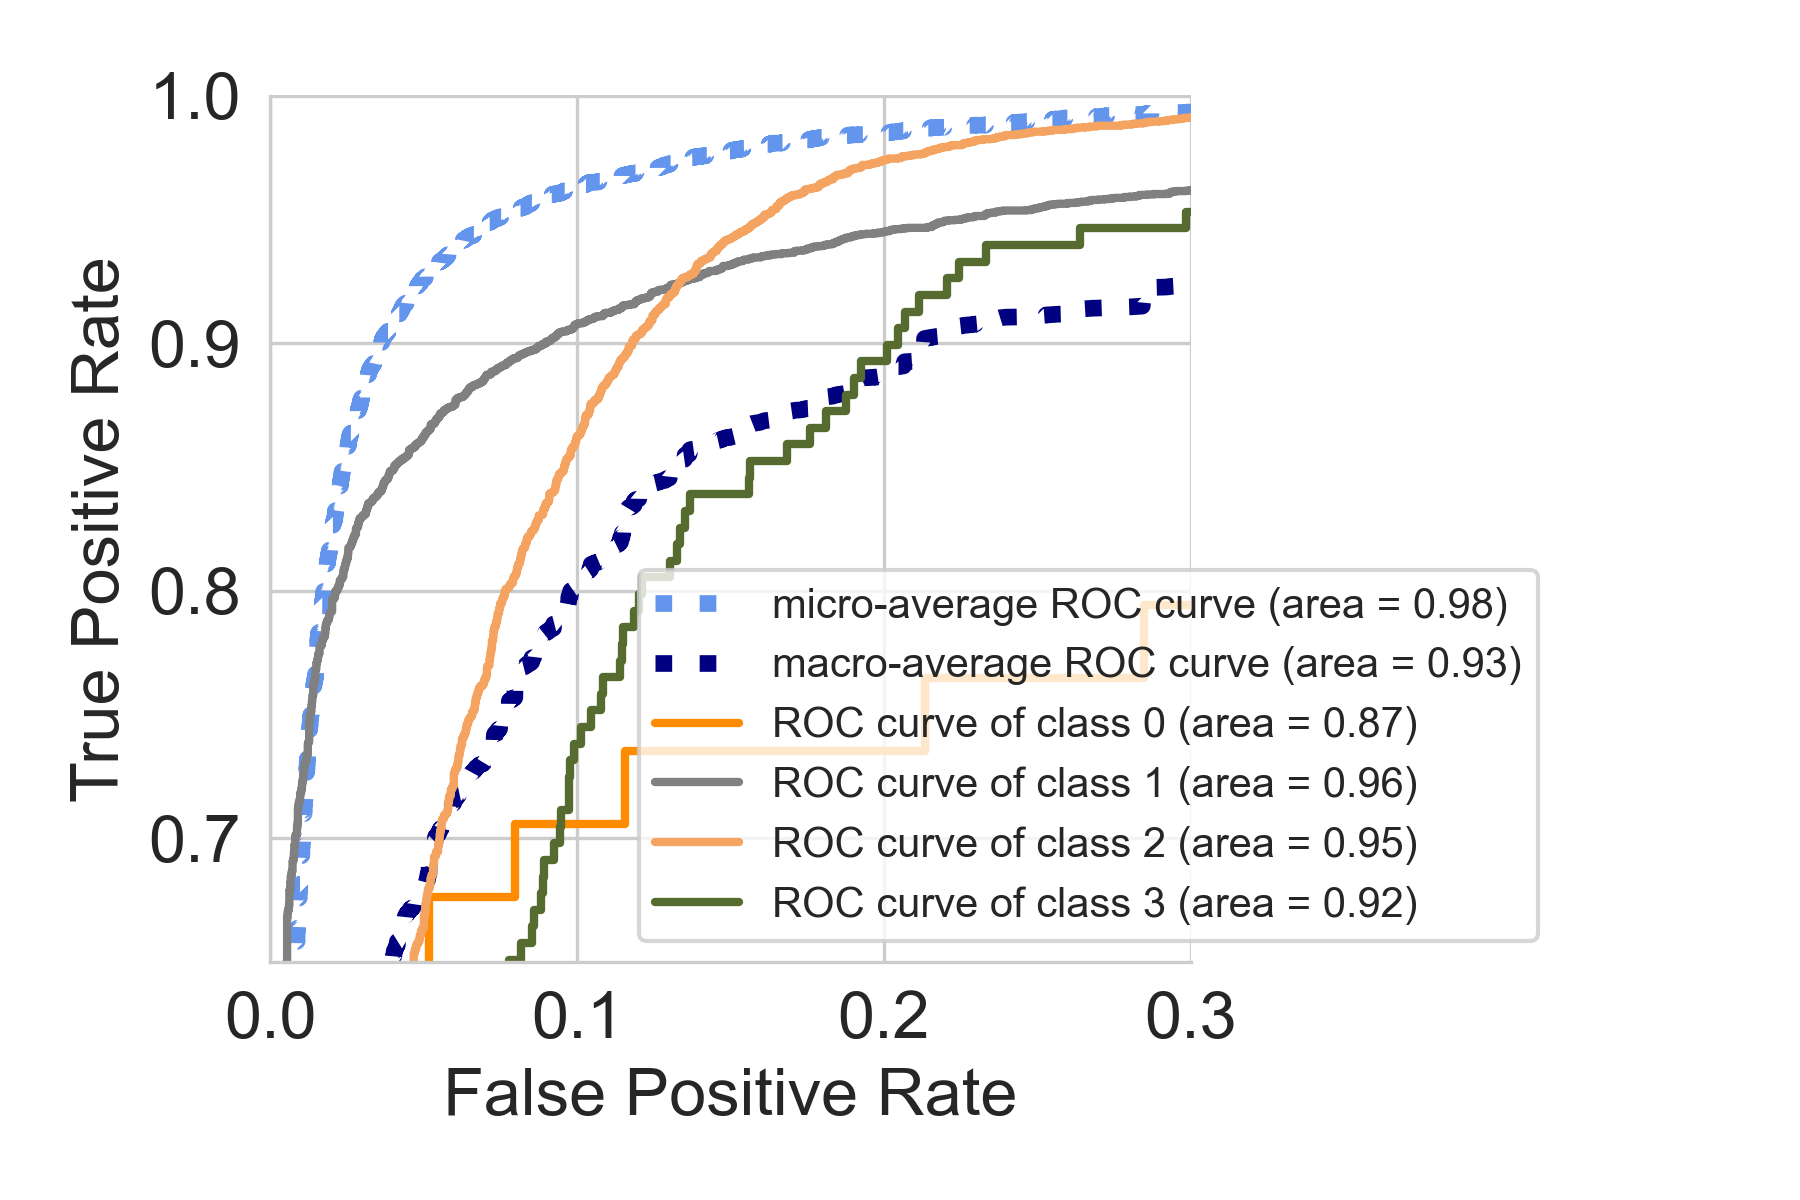 1.0
0.9
0.8
0.7
True Positive Rate
micro-average ROC curve (area = 0.98)
macro-average ROC curve (area = 0.93)
ROC curve of class 0 (area = 0.87)
ROC curve of class 1 (area = 0.96)
ROC curve of class 2 (area = 0.95)
ROC curve of class 3 (area = 0.92)
0.0 0.1 0.2 0.3
False Positive Rate